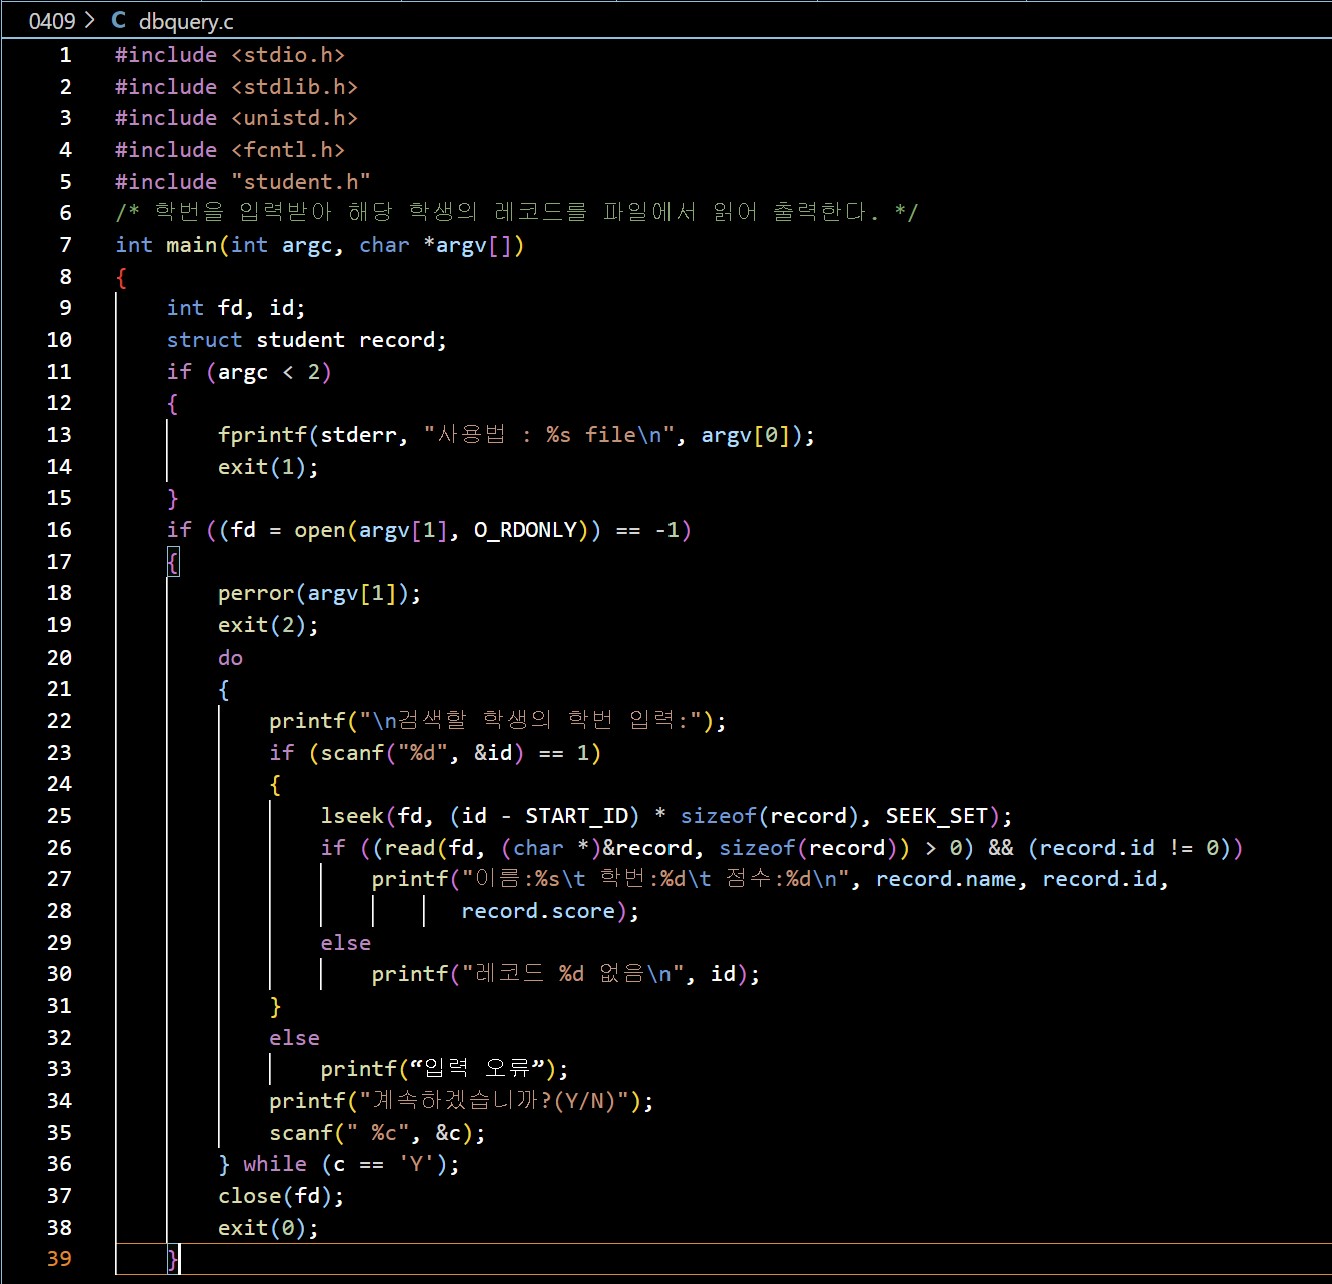 0409 > C dbquery.c
1 #include <stdio.h>
2 #include <stdlib.h>
3 #include <unistd.h>
4 #include <fcntl.h>
5 #include "student.h"
6 /* 학번을 입력받아 해당 학생의 레코드를 파일에서 읽어 출력한다. */
7 int main(int argc, char *argv[])
8 {
9     int fd, id;
10     struct student record;
11     if (argc < 2)
12     {
13         fprintf(stderr, "사용법 : %s file\n", argv[0]);
14         exit(1);
15     }
16     if ((fd = open(argv[1], O_RDONLY)) == -1)
17     {
18         perror(argv[1]);
19         exit(2);
20         do
21         {
22             printf("\n검색할 학생의 학번 입력:");
23             if (scanf("%d", &id) == 1)
24             {
25                 lseek(fd, (id - START_ID) * sizeof(record), SEEK_SET);
26                 if ((read(fd, (char *)&record, sizeof(record)) > 0) && (record.id != 0))
27                     printf("이름:%s\t 학번:%d\t 점수:%d\n", record.name, record.id,
28                            record.score);
29                 else
30                     printf("레코드 %d 없음\n", id);
31             }
32             else
33                 printf(“입력 오류”);
34             printf("계속하겠습니까?(Y/N)");
35             scanf(" %c", &c);
36         } while (c == 'Y');
37         close(fd);
38         exit(0);
39     }